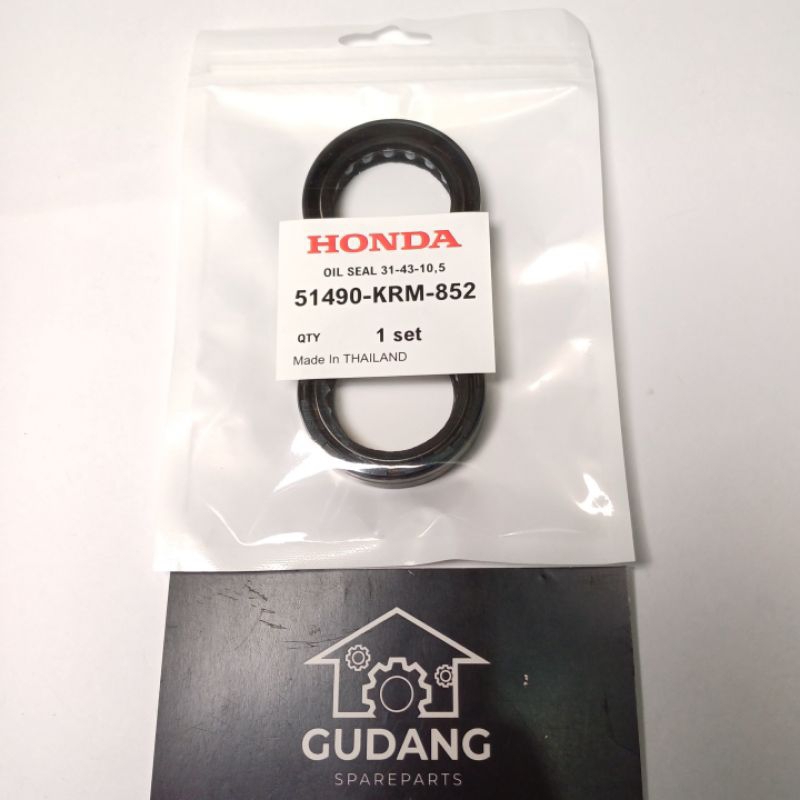 HONDA
OIL SEAL 31-43-10,5
51490-KRM-852
QTY 1 set
Made In THAILAND
GUDANG
SPAREPARTS